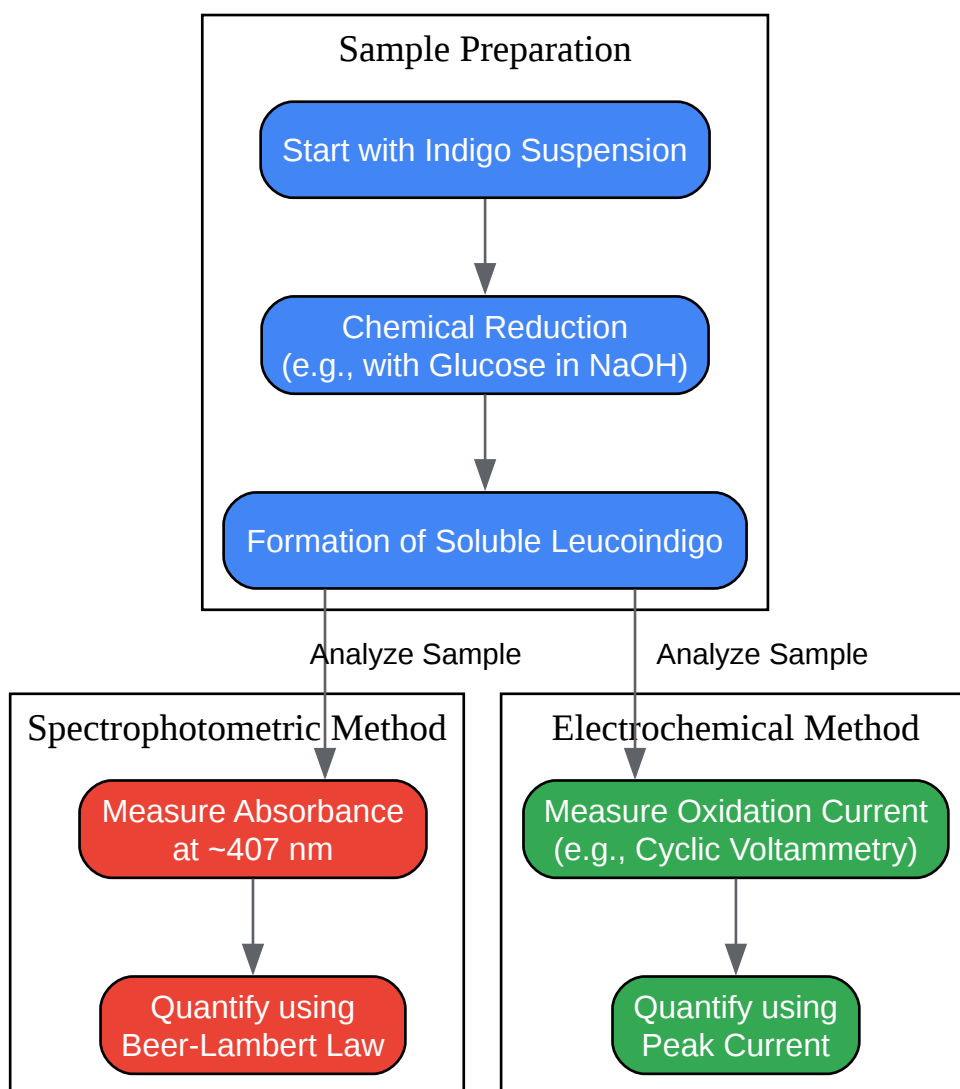 Sample Preparation
Start with Indigo Suspension
Chemical Reduction
(e.g., with Glucose in NaOH)
Formation of Soluble Leucoindigo
Analyze Sample
Analyze Sample
Spectrophotometric Method
Measure Absorbance
at ~407 nm
Quantify using
Beer-Lambert Law
Electrochemical Method
Measure Oxidation Current
(e.g., Cyclic Voltammetry)
Quantify using
Peak Current